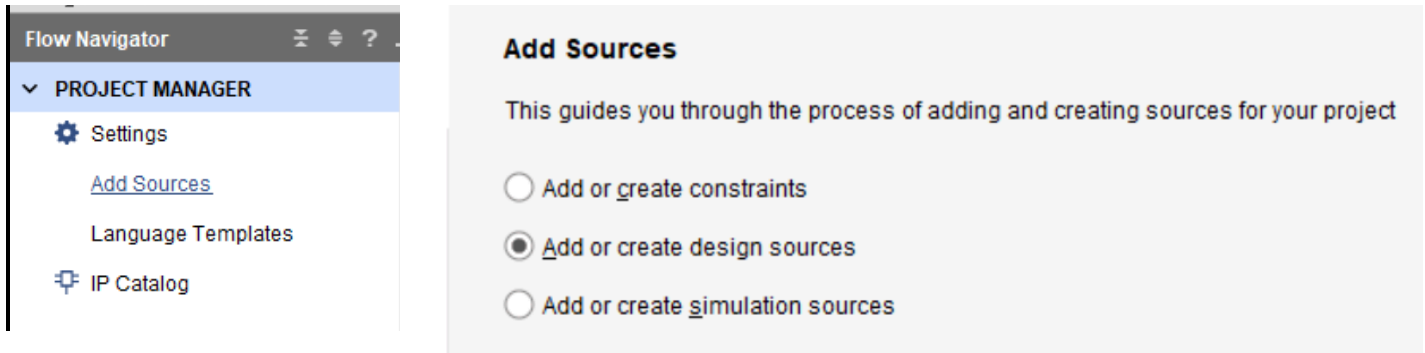 Flow Navigator
PROJECT MANAGER
Settings
Add Sources
Language Templates
IP Catalog
Add Sources
This guides you through the process of adding and creating sources for your project
Add or create constraints
Add or create design sources
Add or create simulation sources